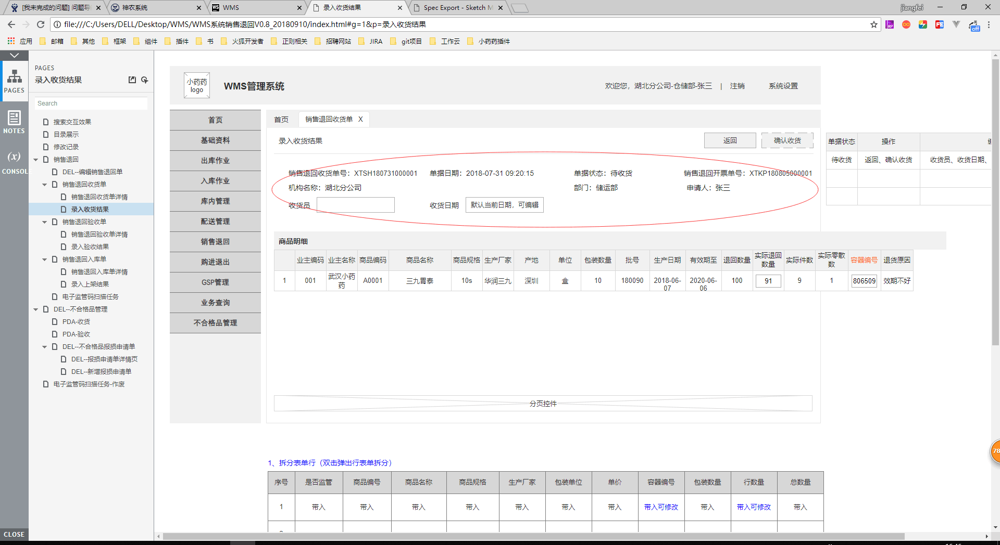 [我未完成的问题] 问题导
神农系统
WMS
录入收货结果
Spec Export - Sketch M
jiangfei
file:///C:/Users/DELL/Desktop/WMS/WMS系统销售退回V0.8_20180910/index.html#g=1&p=录入收货结果
应用
邮箱
其他
框架
组件
插件
书
火狐开发者
正则相关
招聘网站
JIRA
git项目
工作云
小药药插件
PAGES
NOTES
(x)
CONSOLE
CLOSE
PAGES
录入收货结果
Search
搜索交互效果
目录展示
修改记录
销售退回
DEL--编辑销售退回单
销售退回收货单
销售退回收货单详情
录入收货结果
销售退回验收单
销售退回验收单详情
录入验收结果
销售退回入库单
销售退回入库单详情
录入上架结果
电子监管码扫描任务
DEL--不合格品管理
PDA-收货
PDA-验收
DEL--不合格品报损申请单
DEL--报损申请单详情页
DEL--新增报损申请单
电子监管码扫描任务-作废
小药药
logo
WMS管理系统
欢迎您，湖北分公司-仓储部-张三 | 注销 系统设置
首页
基础资料
出库作业
入库作业
库内管理
配送管理
销售退回
购进退出
GSP管理
业务查询
不合格品管理
首页 销售退回收货单 X
录入收货结果 返回 确认收货
销售退回收货单号：XTSH180731000001 单据日期：2018-07-31 09:20:15 单据状态：待收货 销售退回开票单号：XTKP180805000001
机构名称：湖北分公司 部门：储运部 申请人：张三
收货员 收货日期 默认当前日期，可编辑
单据状态 操作
待收货 返回、确认收货 收货员、收货日期、
商品明细
业主编码 业主名称 商品编码 商品名称 商品规格 生产厂家 产地 单位 包装数量 批号 生产日期 有效期至 退回数量 实际退回数量 实际件数 实际零散数 容器编号 退货原因
1 001 武汉小药药 A0001 三九胃泰 10s 华润三九 深圳 盒 10 180090 2018-06-07 2020-06-06 100 91 9 1 806509 效期不好
分页控件
78
1、拆分表单行（双击弹出行表单拆分）
序号 是否监管 商品编号 商品名称 商品规格 生产厂家 包装单位 单价 容器编号 包装数量 行数量 总数量
1 带入 带入 带入 带入 带入 带入 带入 带入可修改 带入 带入可修改 带入